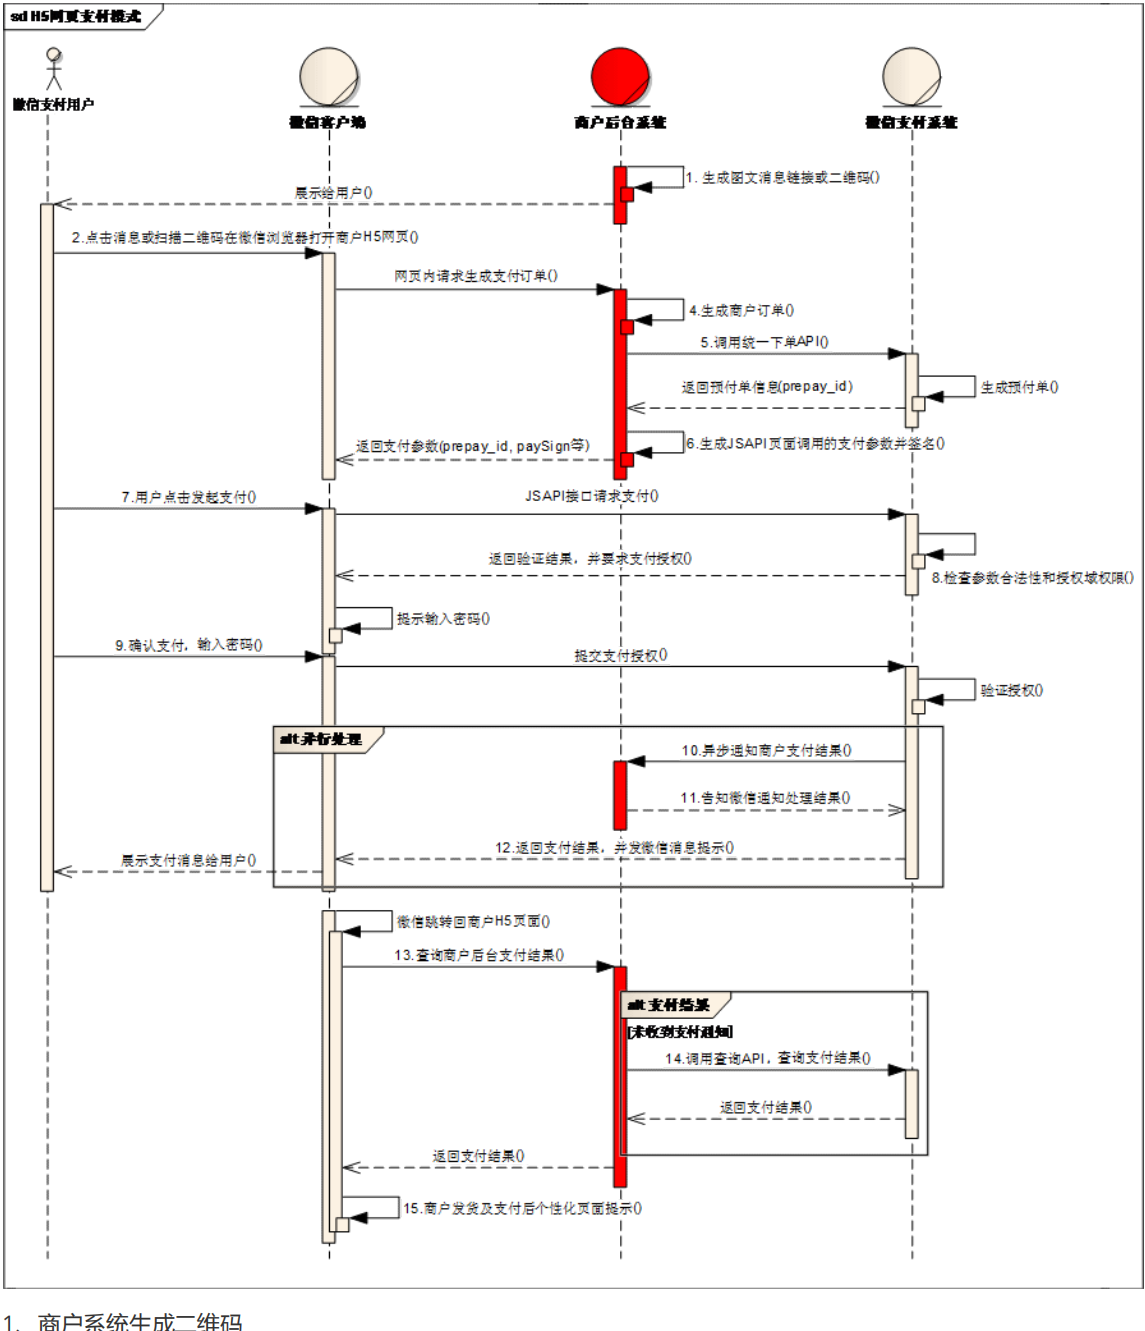 sd H5网页支付模式
微信支付用户
微信客户端
商户后台系统
微信支付系统
1. 生成图文消息链接或二维码()
展示给用户()
2.点击消息或扫描二维码在微信浏览器打开商户H5网页()
网页内请求生成支付订单()
4.生成商户订单()
5.调用统一下单API()
返回预付单信息(prepay_id)
生成预付单()
返回支付参数(prepay_id, paySign等)
6.生成JSAPI页面调用的支付参数并签名()
7.用户点击发起支付()
JSAPI接口请求支付()
返回验证结果，并要求支付授权()
8.检查参数合法性和授权域权限()
提示输入密码()
9.确认支付，输入密码()
提交支付授权()
验证授权()
alt 并行处理
10.异步通知商户支付结果()
11.告知微信通知处理结果()
12.返回支付结果，并发微信消息提示()
展示支付消息给用户()
微信跳转回商户H5页面()
13.查询商户后台支付结果()
alt 支付结果
[未收到支付通知]
14.调用查询API，查询支付结果()
返回支付结果()
返回支付结果()
15.商户发货及支付后个性化页面提示()
1、商户系统生成二维码